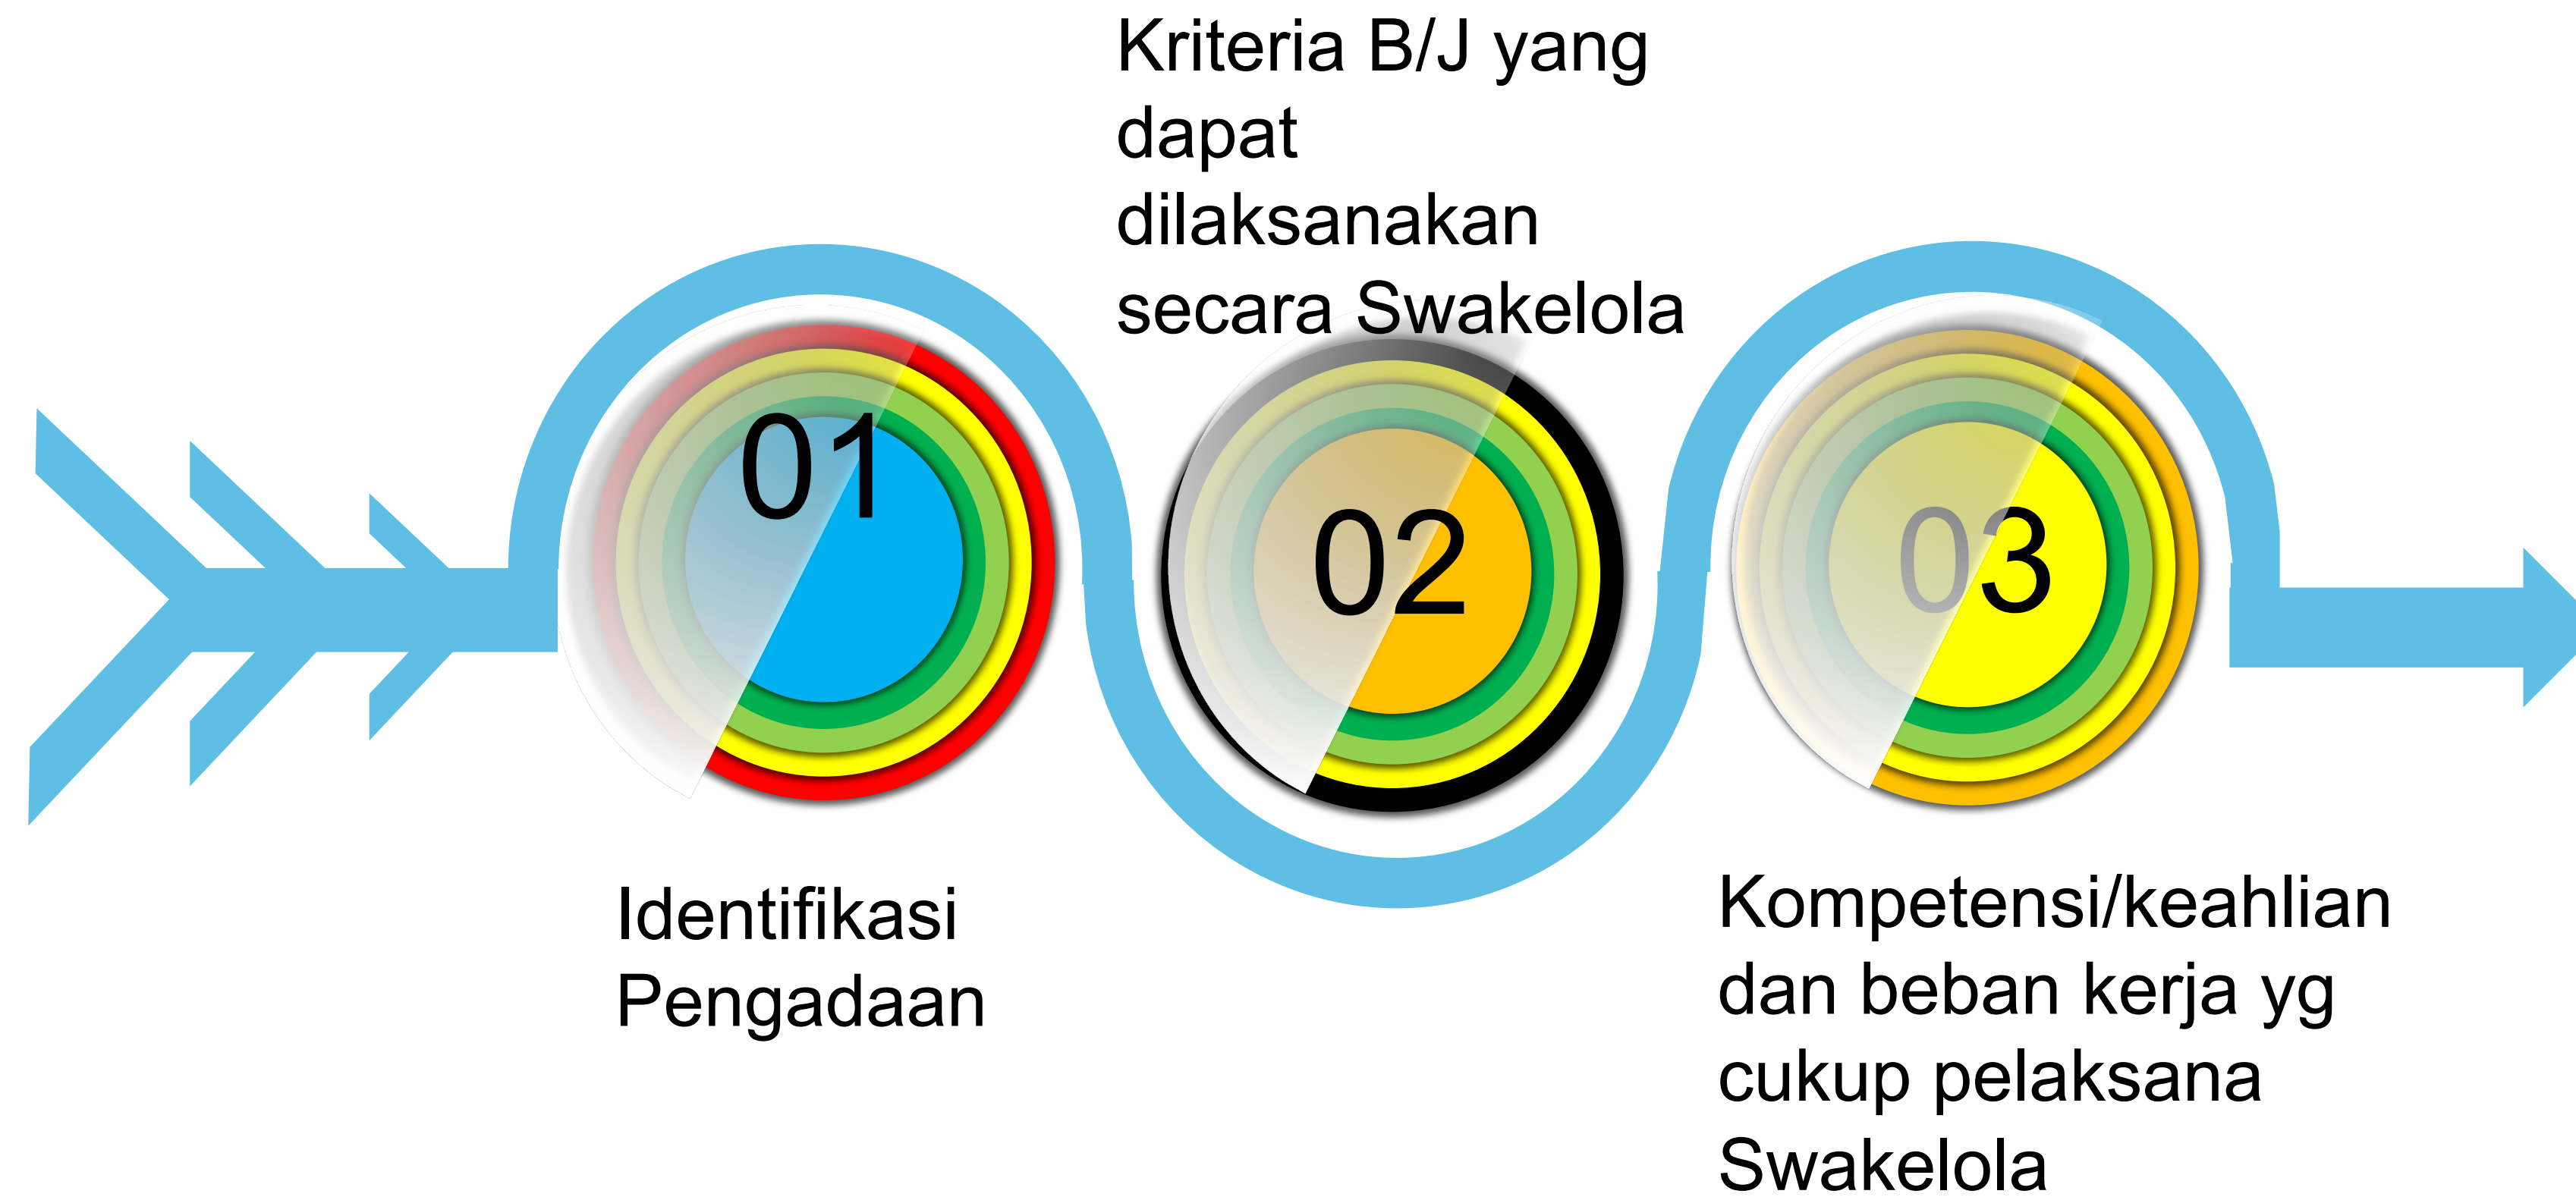 Kriteria B/J yang
dapat
dilaksanakan
secara Swakelola
01
02
03
Identifikasi
Pengadaan
Kompetensi/keahlian
dan beban kerja yg
cukup pelaksana
Swakelola